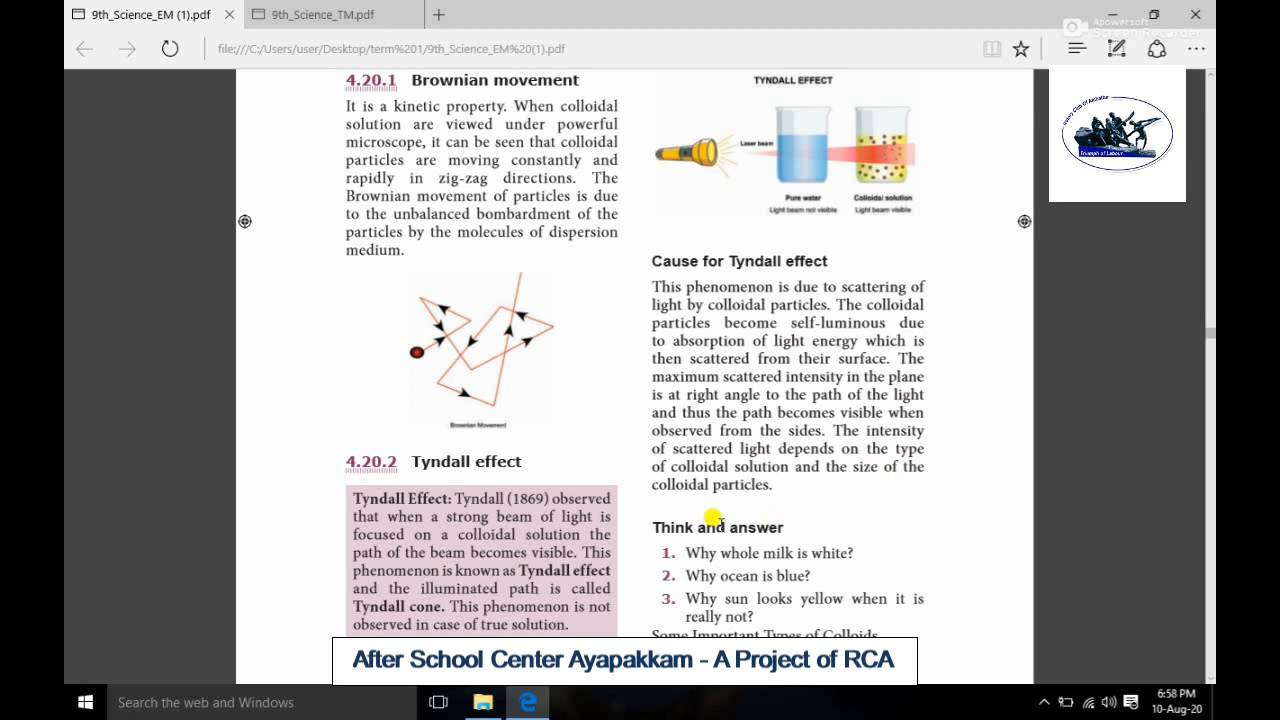 9th_Science_EM (1).pdf
9th_Science_TM.pdf
Apowersoft
Screen Recorder
file:///C:/Users/user/Desktop/term%201/9th_Science_EM%20(1).pdf
4.20.1 Brownian movement
It is a kinetic property. When colloidal
solution are viewed under powerful
microscope, it can be seen that colloidal
particles are moving constantly and
rapidly in zig-zag directions. The
Brownian movement of particles is due
to the unbalanced bombardment of the
particles by the molecules of dispersion
medium.
Brownian Movement
4.20.2 Tyndall effect
Tyndall Effect: Tyndall (1869) observed
that when a strong beam of light is
focused on a colloidal solution the
path of the beam becomes visible. This
phenomenon is known as Tyndall effect
and the illuminated path is called
Tyndall cone. This phenomenon is not
observed in case of true solution.
TYNDALL EFFECT
Laser beam
Pure water
Light beam not visible
Colloidal solution
Light beam visible
Cause for Tyndall effect
This phenomenon is due to scattering of
light by colloidal particles. The colloidal
particles become self-luminous due
to absorption of light energy which is
then scattered from their surface. The
maximum scattered intensity in the plane
is at right angle to the path of the light
and thus the path becomes visible when
observed from the sides. The intensity
of scattered light depends on the type
of colloidal solution and the size of the
colloidal particles.
Think and answer
1. Why whole milk is white?
2. Why ocean is blue?
3. Why sun looks yellow when it is
really not?
Some Important Types of Colloids
Rotary Club Of Ambattur
Triumph of Labour
After School Center Ayapakkam - A Project of RCA
Search the web and Windows
6:58 PM
10-Aug-20